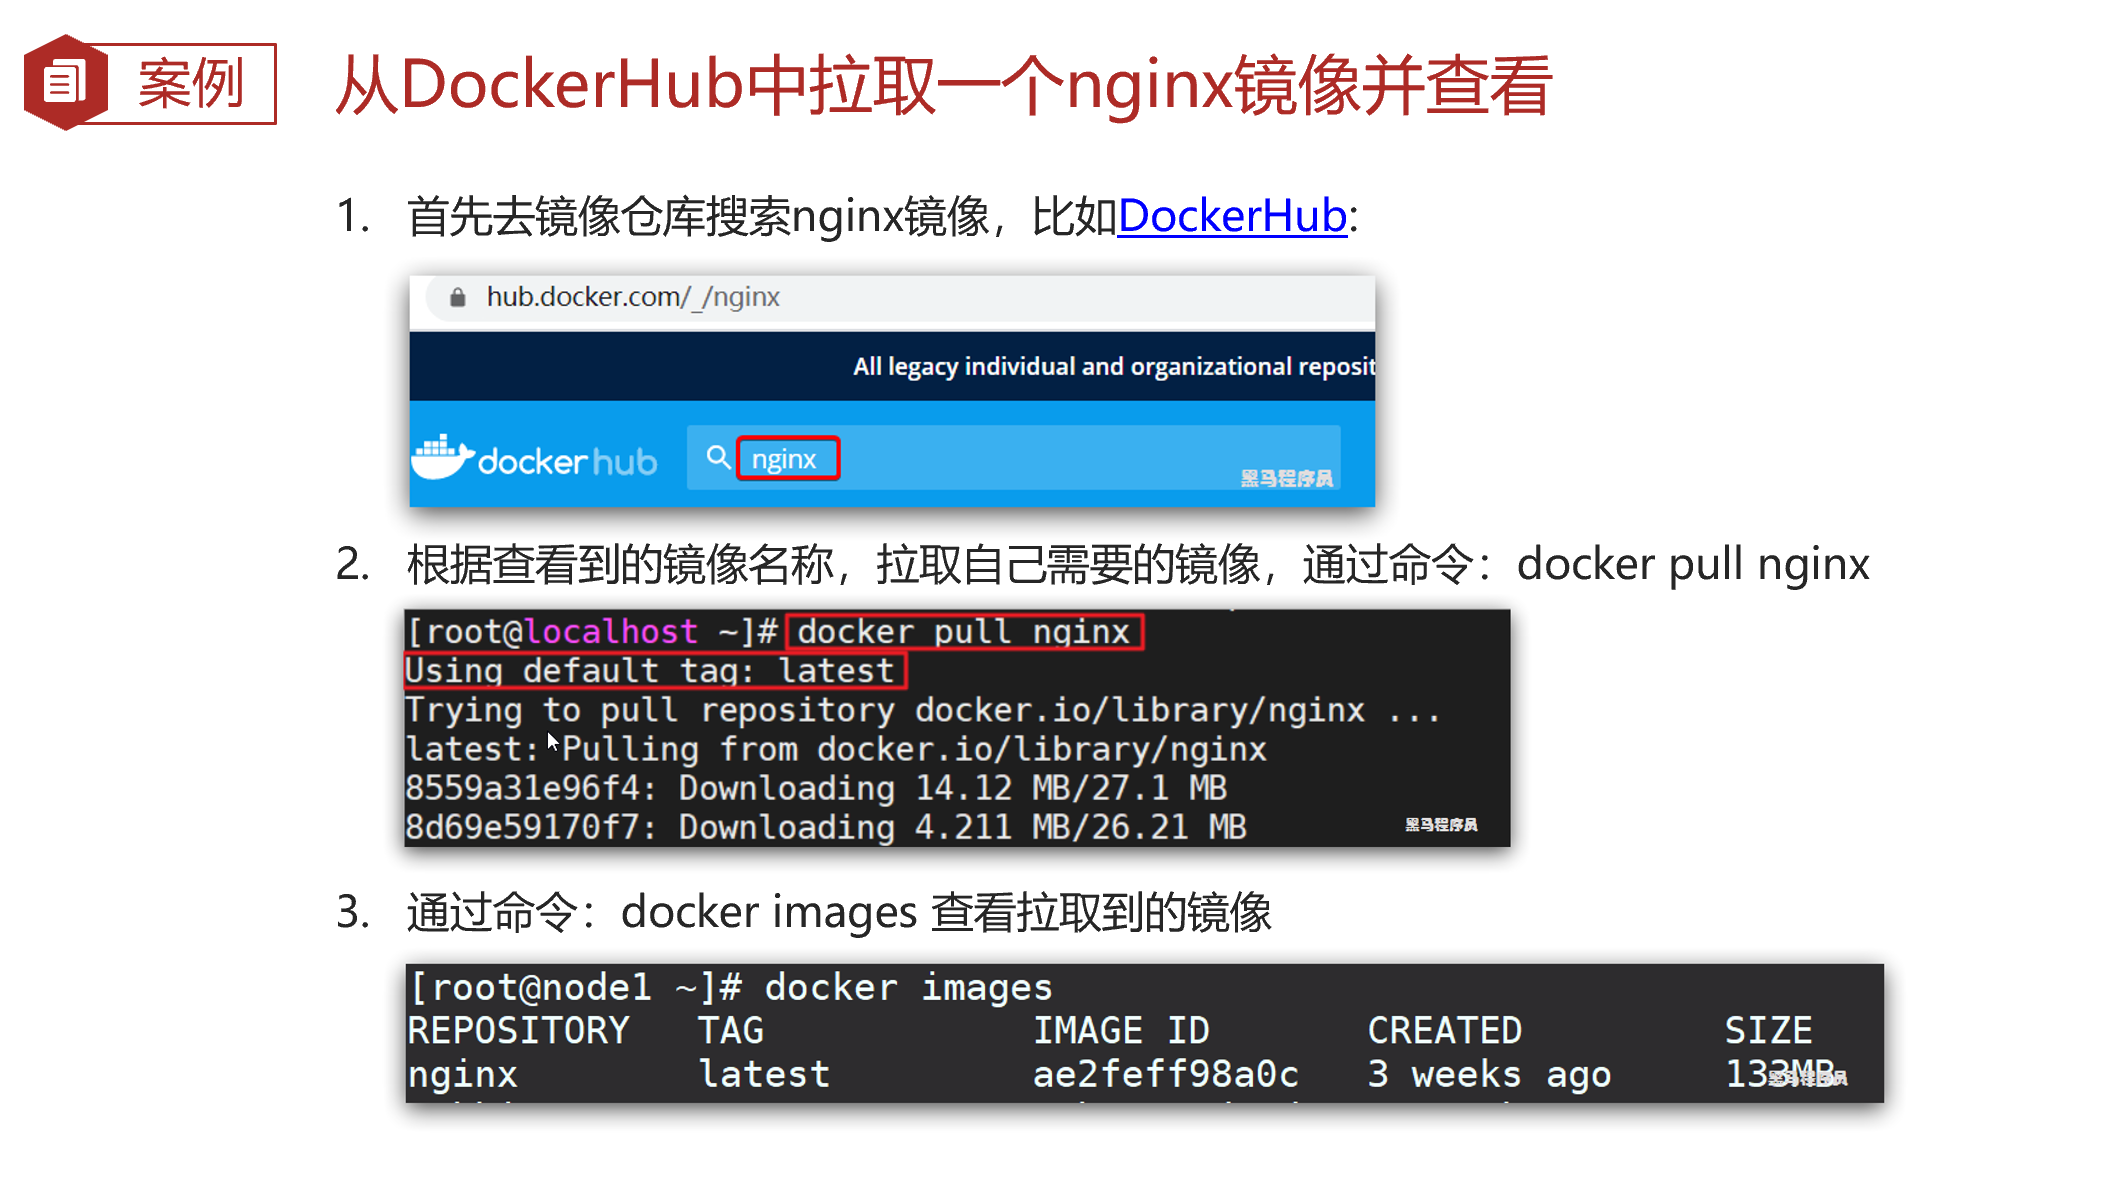 案例
从DockerHub中拉取一个nginx镜像并查看
1. 首先去镜像仓库搜索nginx镜像，比如DockerHub:
hub.docker.com/_/nginx
All legacy individual and organizational reposit
docker hub
nginx
黑马程序员
2. 根据查看到的镜像名称，拉取自己需要的镜像，通过命令：docker pull nginx
[root@localhost ~]# docker pull nginx
Using default tag: latest
Trying to pull repository docker.io/library/nginx ...
latest: Pulling from docker.io/library/nginx
8559a31e96f4: Downloading 14.12 MB/27.1 MB
8d69e59170f7: Downloading 4.211 MB/26.21 MB
黑马程序员
3. 通过命令：docker images 查看拉取到的镜像
[root@node1 ~]# docker images
REPOSITORY TAG IMAGE ID CREATED SIZE
nginx latest ae2feff98a0c 3 weeks ago 133MB
黑马程序员